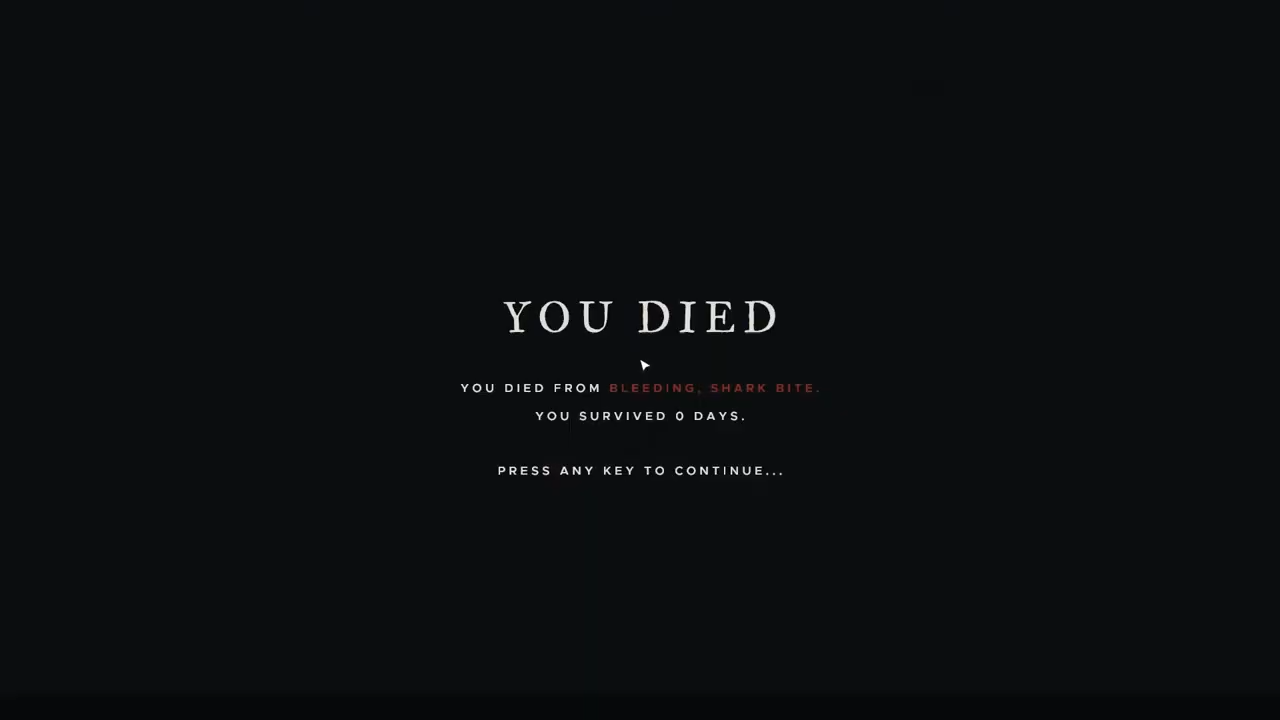 YOU DIED
YOU DIED FROM BLEEDING, SHARK BITE.
YOU SURVIVED 0 DAYS.
PRESS ANY KEY TO CONTINUE...